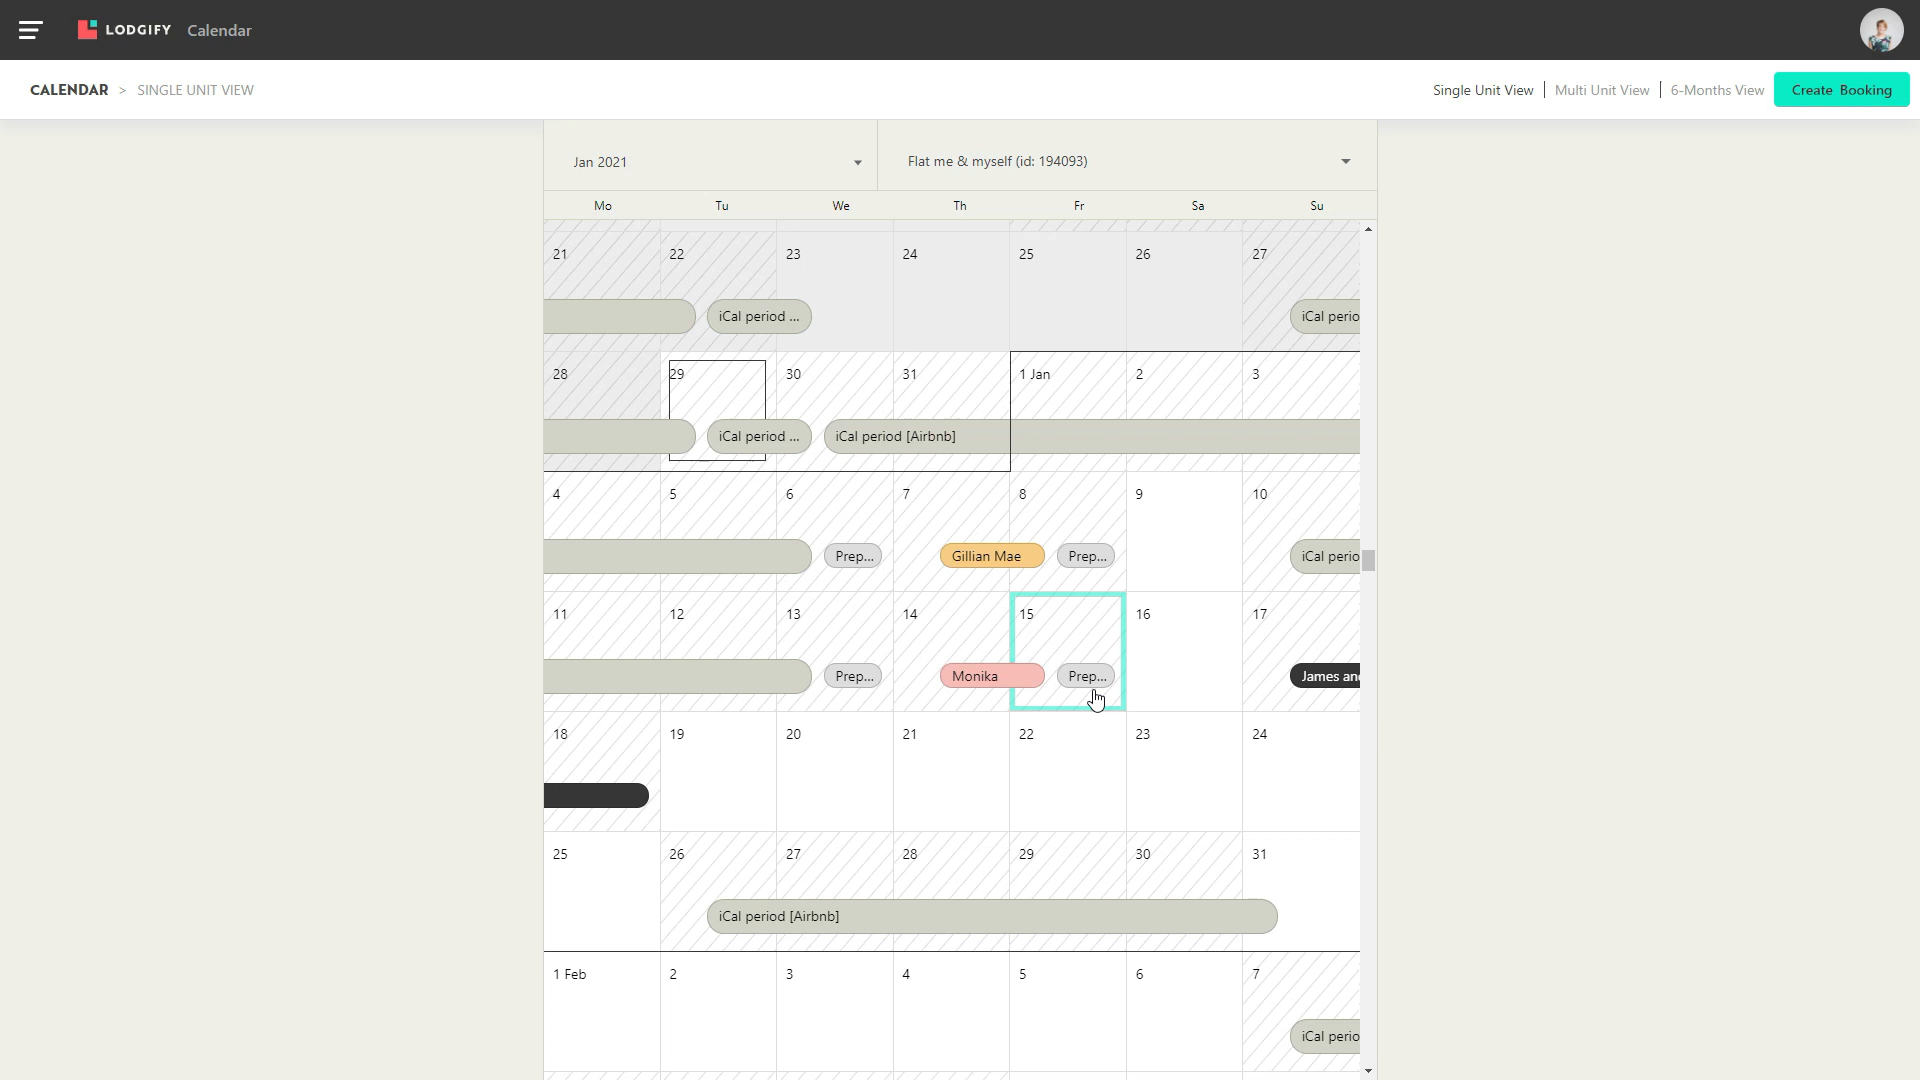 LODGIFY Calendar
CALENDAR > SINGLE UNIT VIEW
Single Unit View | Multi Unit View | 6-Months View Create Booking
Jan 2021 Flat me & myself (id: 194093)
Mo Tu We Th Fr Sa Su
21 22 23 24 25 26 27
iCal period ... iCal perio
28 29 30 31 1 Jan 2 3
iCal period ... iCal period [Airbnb]
4 5 6 7 8 9 10
Prep... Gillian Mae Prep... iCal perio
11 12 13 14 15 16 17
Prep... Monika Prep... James an
18 19 20 21 22 23 24
25 26 27 28 29 30 31
iCal period [Airbnb]
1 Feb 2 3 4 5 6 7
iCal perio